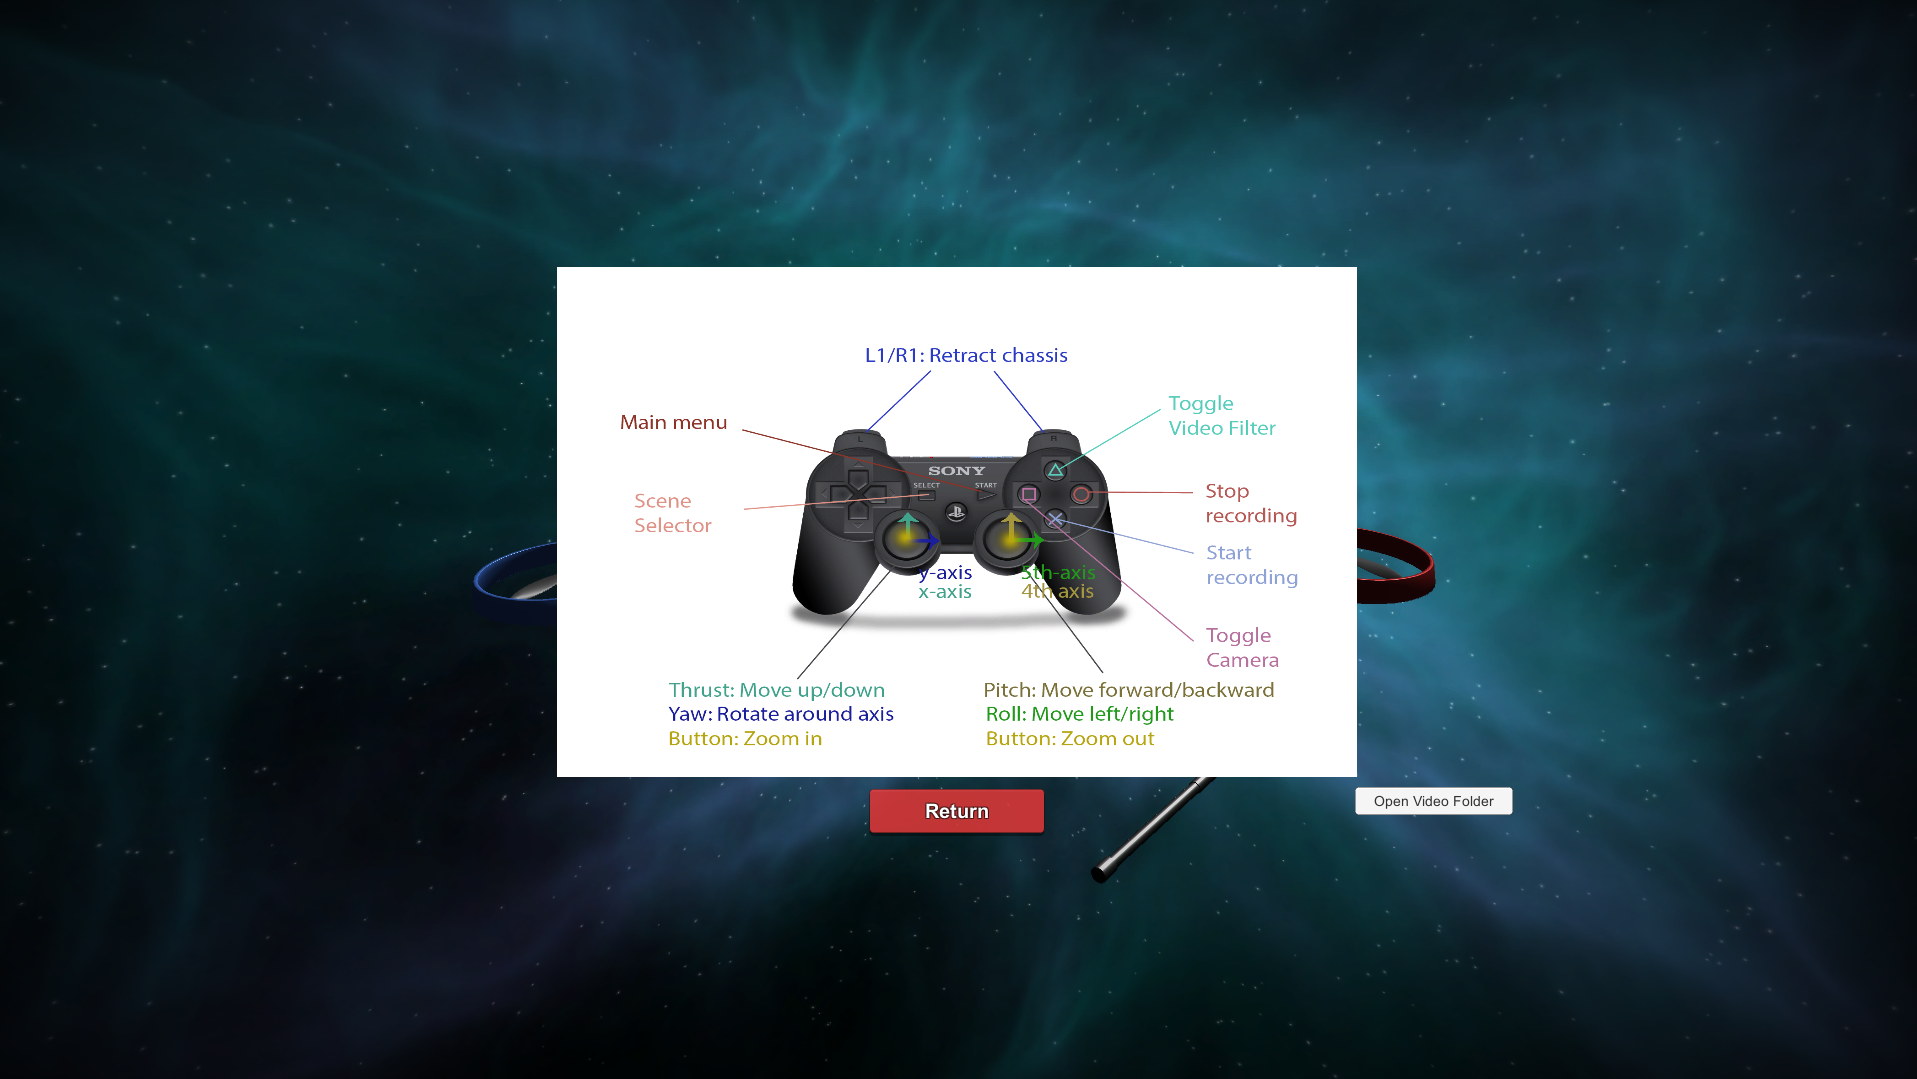 L1/R1: Retract chassis
Toggle
Video Filter
Main menu
L
R
SONY
SELECT
START
Scene
Selector
Stop
recording
Start
recording
y-axis
x-axis
5th-axis
4th axis
Toggle
Camera
Thrust: Move up/down
Yaw: Rotate around axis
Button: Zoom in
Pitch: Move forward/backward
Roll: Move left/right
Button: Zoom out
Return
Open Video Folder